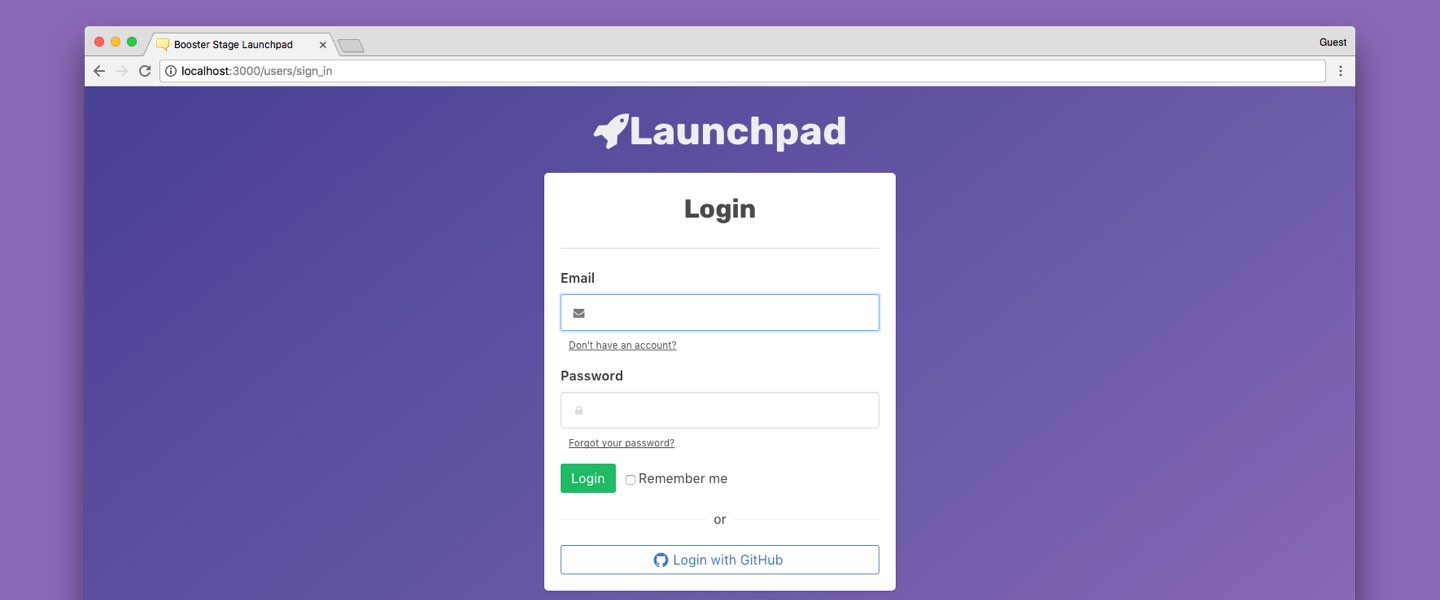 Booster Stage Launchpad
Guest
localhost:3000/users/sign_in
Launchpad
Login
Email
Don't have an account?
Password
Forgot your password?
Login Remember me
or
Login with GitHub